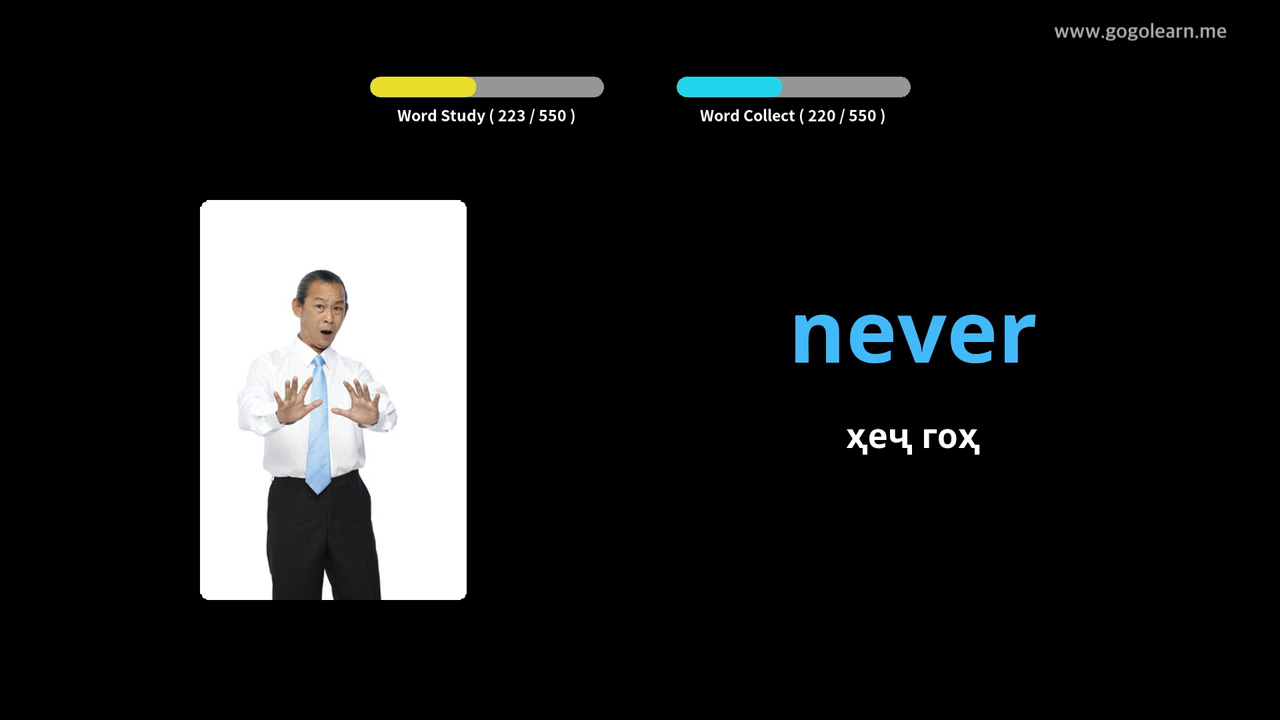 www.gogolearn.me
Word Study ( 223 / 550 )
Word Collect ( 220 / 550 )
never
ҳеҷ гоҳ